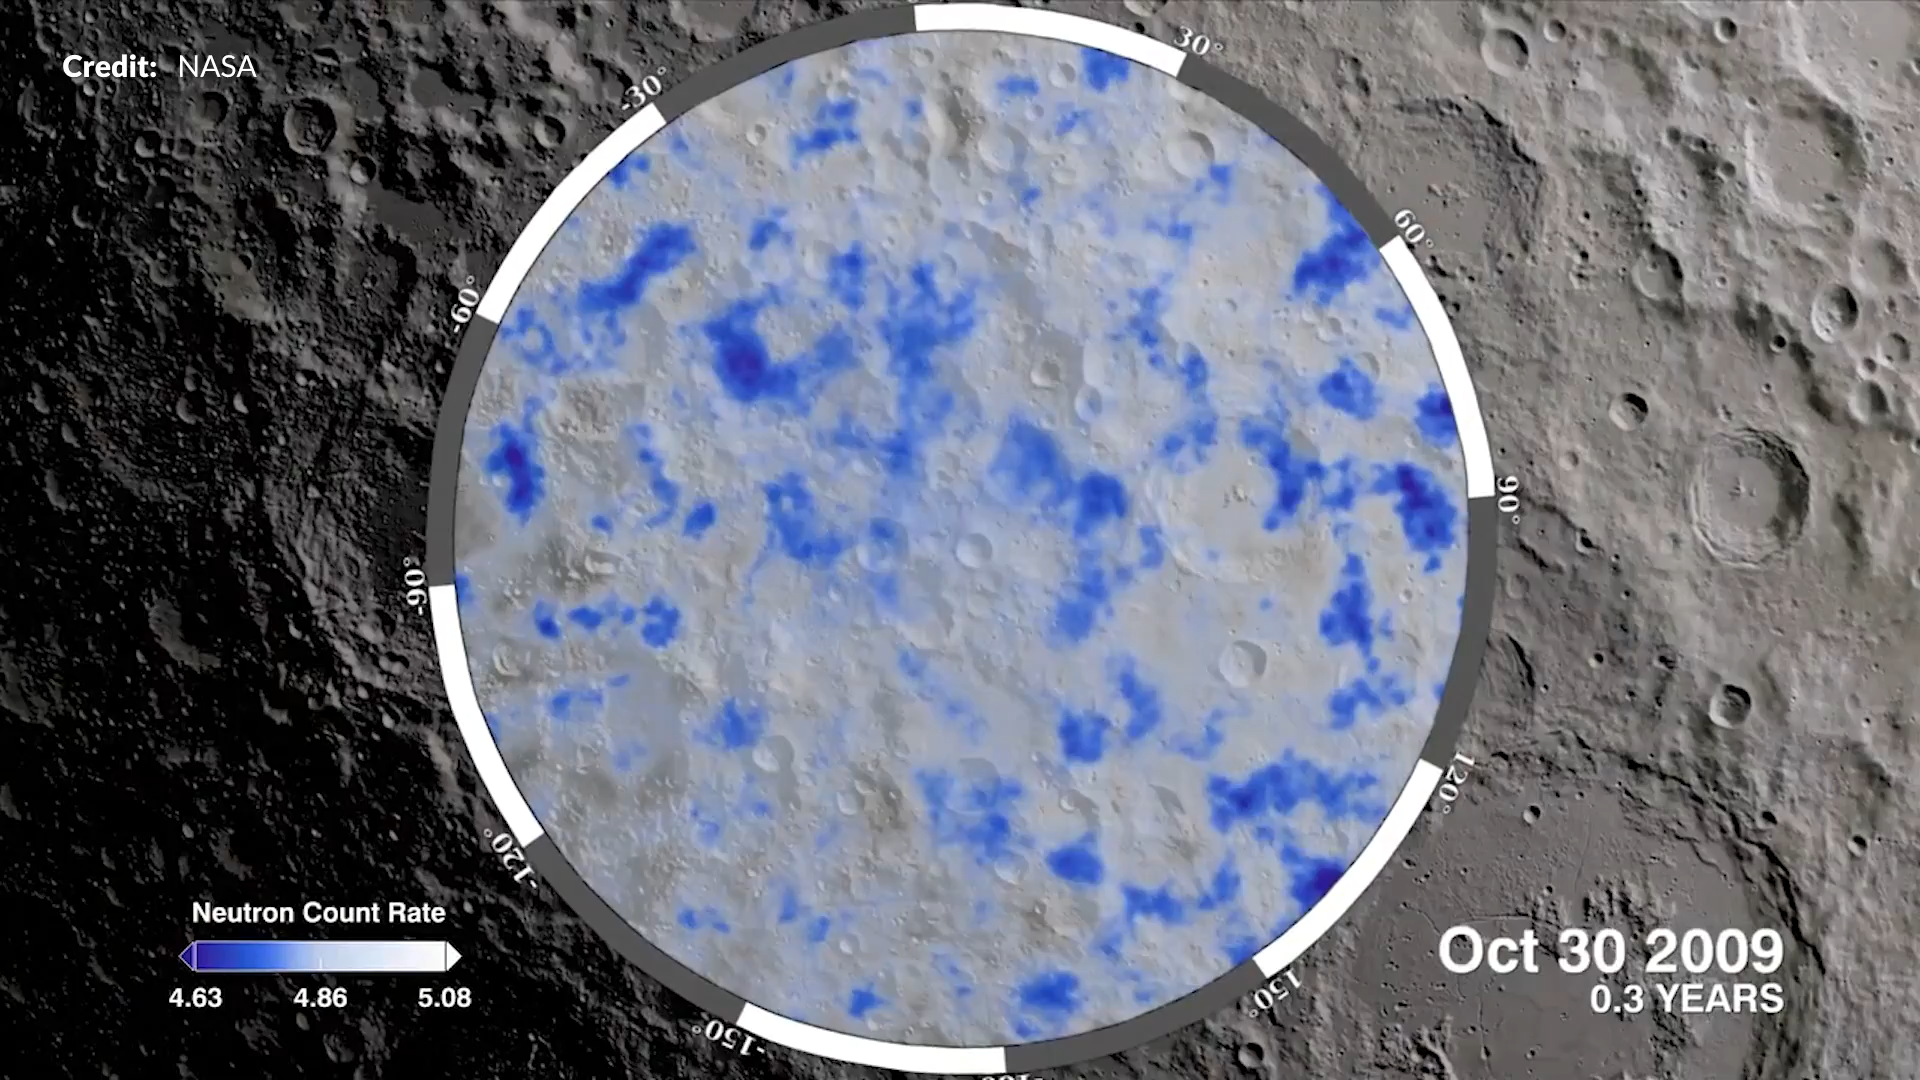 Credit: NASA
30°
-30°
60°
-60°
90°
-90°
120°
-120°
150°
-150°
Neutron Count Rate
4.63 4.86 5.08
Oct 30 2009
0.3 YEARS